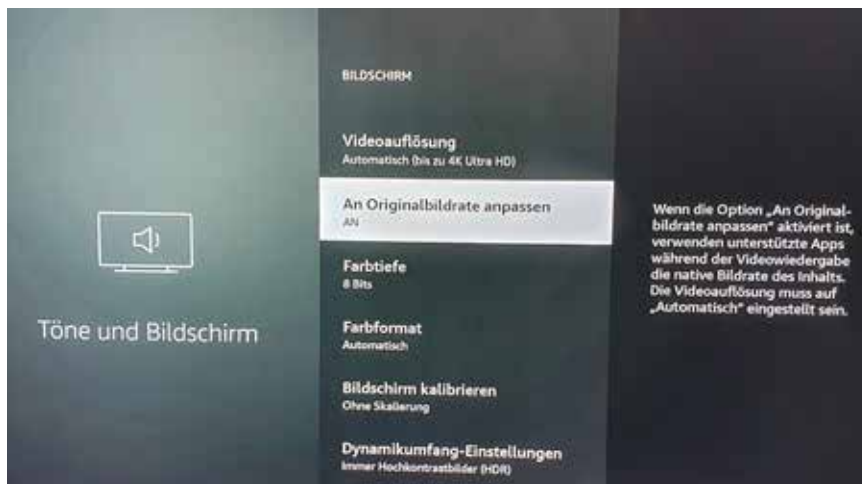 BILDSCHIRM
Videoauflösung
Automatisch (bis zu 4K Ultra HD)
An Originalbildrate anpassen
AN
Farbtiefe
8 Bits
Farbformat
Automatisch
Bildschirm kalibrieren
Ohne Skalierung
Dynamikumfang-Einstellungen
Immer Hochkontrastbilder (HDR)
Töne und Bildschirm
Wenn die Option „An Original-
bildrate anpassen“ aktiviert ist,
verwenden unterstützte Apps
während der Videowiedergabe
die native Bildrate des Inhalts.
Die Videoauflösung muss auf
„Automatisch“ eingestellt sein.